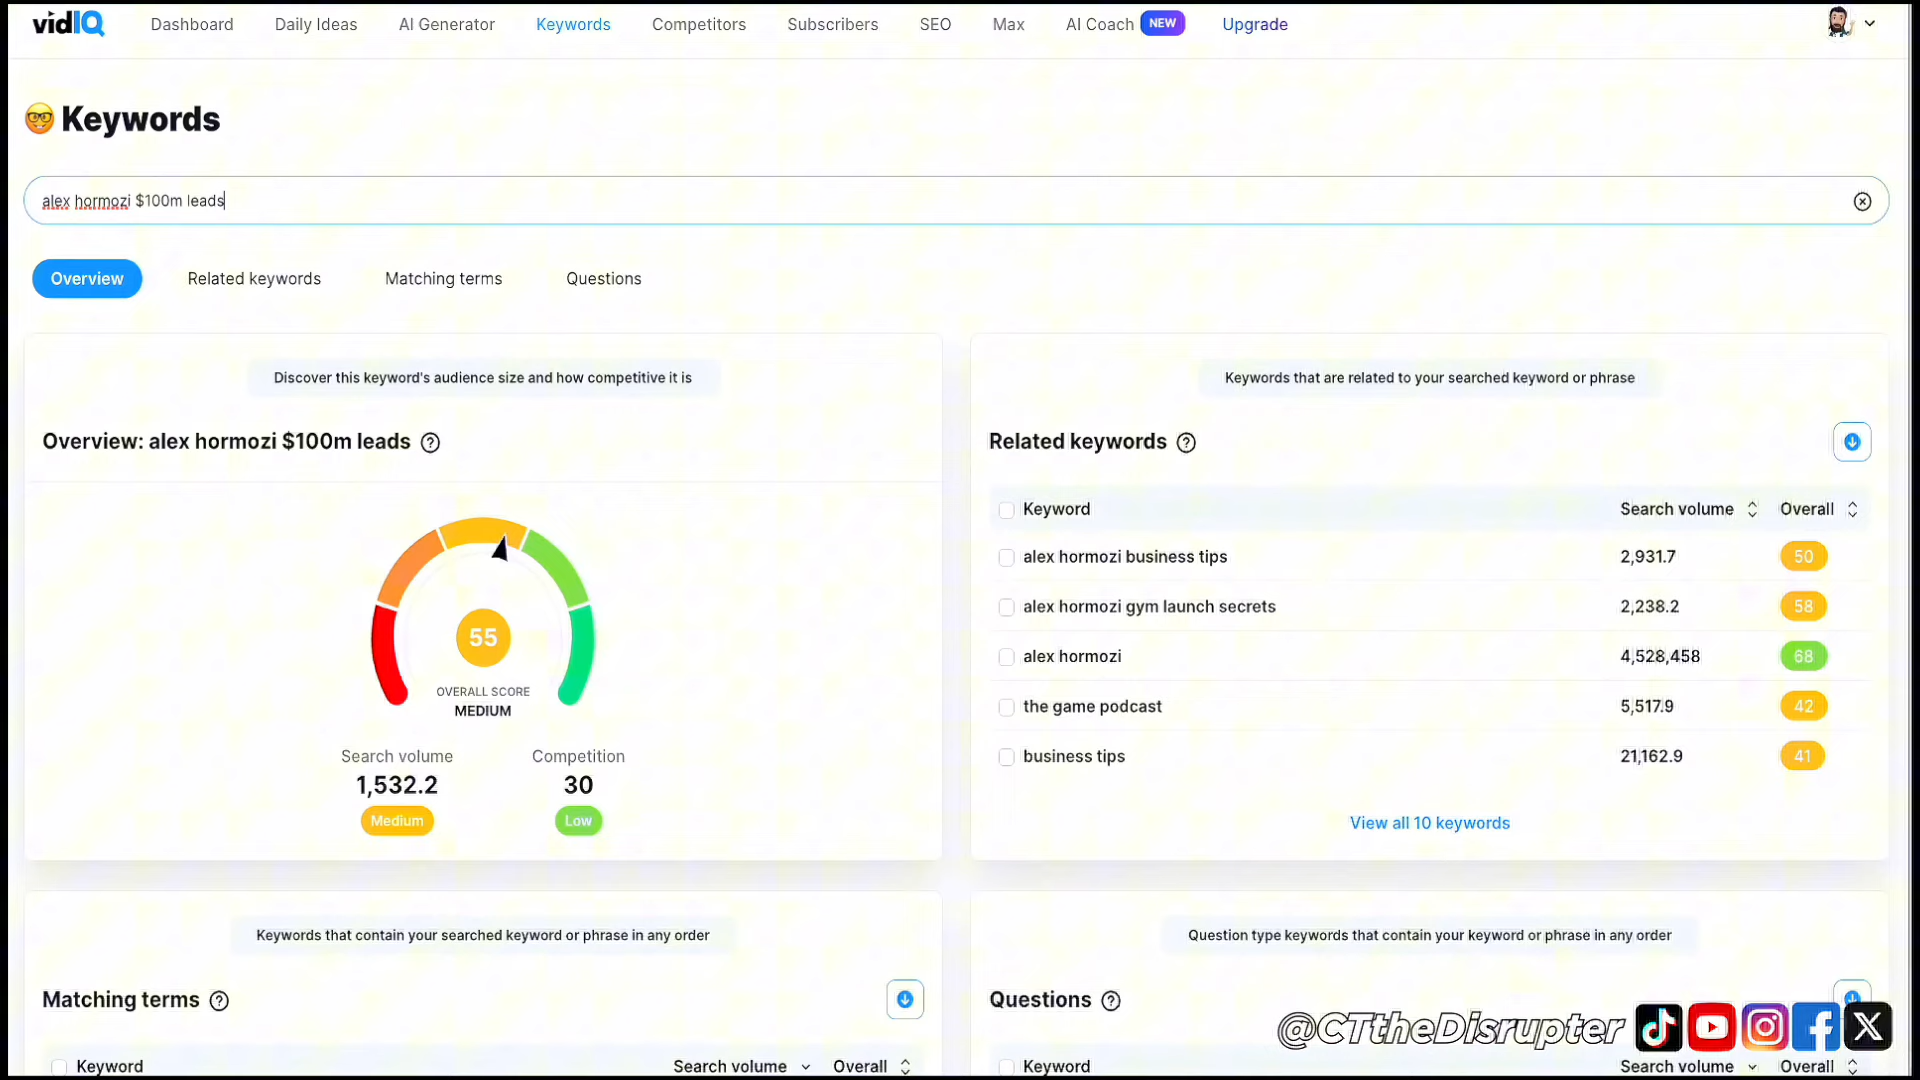 vidIQ Dashboard Daily Ideas AI Generator Keywords Competitors Subscribers SEO Max AI Coach NEW Upgrade
Keywords
alex hormozi $100m leads
Overview Related keywords Matching terms Questions
Discover this keyword's audience size and how competitive it is
Overview: alex hormozi $100m leads
55
OVERALL SCORE
MEDIUM
Search volume Competition
1,532.2 30
Medium Low
Keywords that are related to your searched keyword or phrase
Related keywords
Keyword Search volume Overall
alex hormozi business tips 2,931.7 50
alex hormozi gym launch secrets 2,238.2 58
alex hormozi 4,528,458 68
the game podcast 5,517.9 42
business tips 21,162.9 41
View all 10 keywords
Keywords that contain your searched keyword or phrase in any order
Matching terms
Keyword Search volume Overall
Question type keywords that contain your keyword or phrase in any order
Questions
@CTtheDisrupter
Keyword Search volume Overall